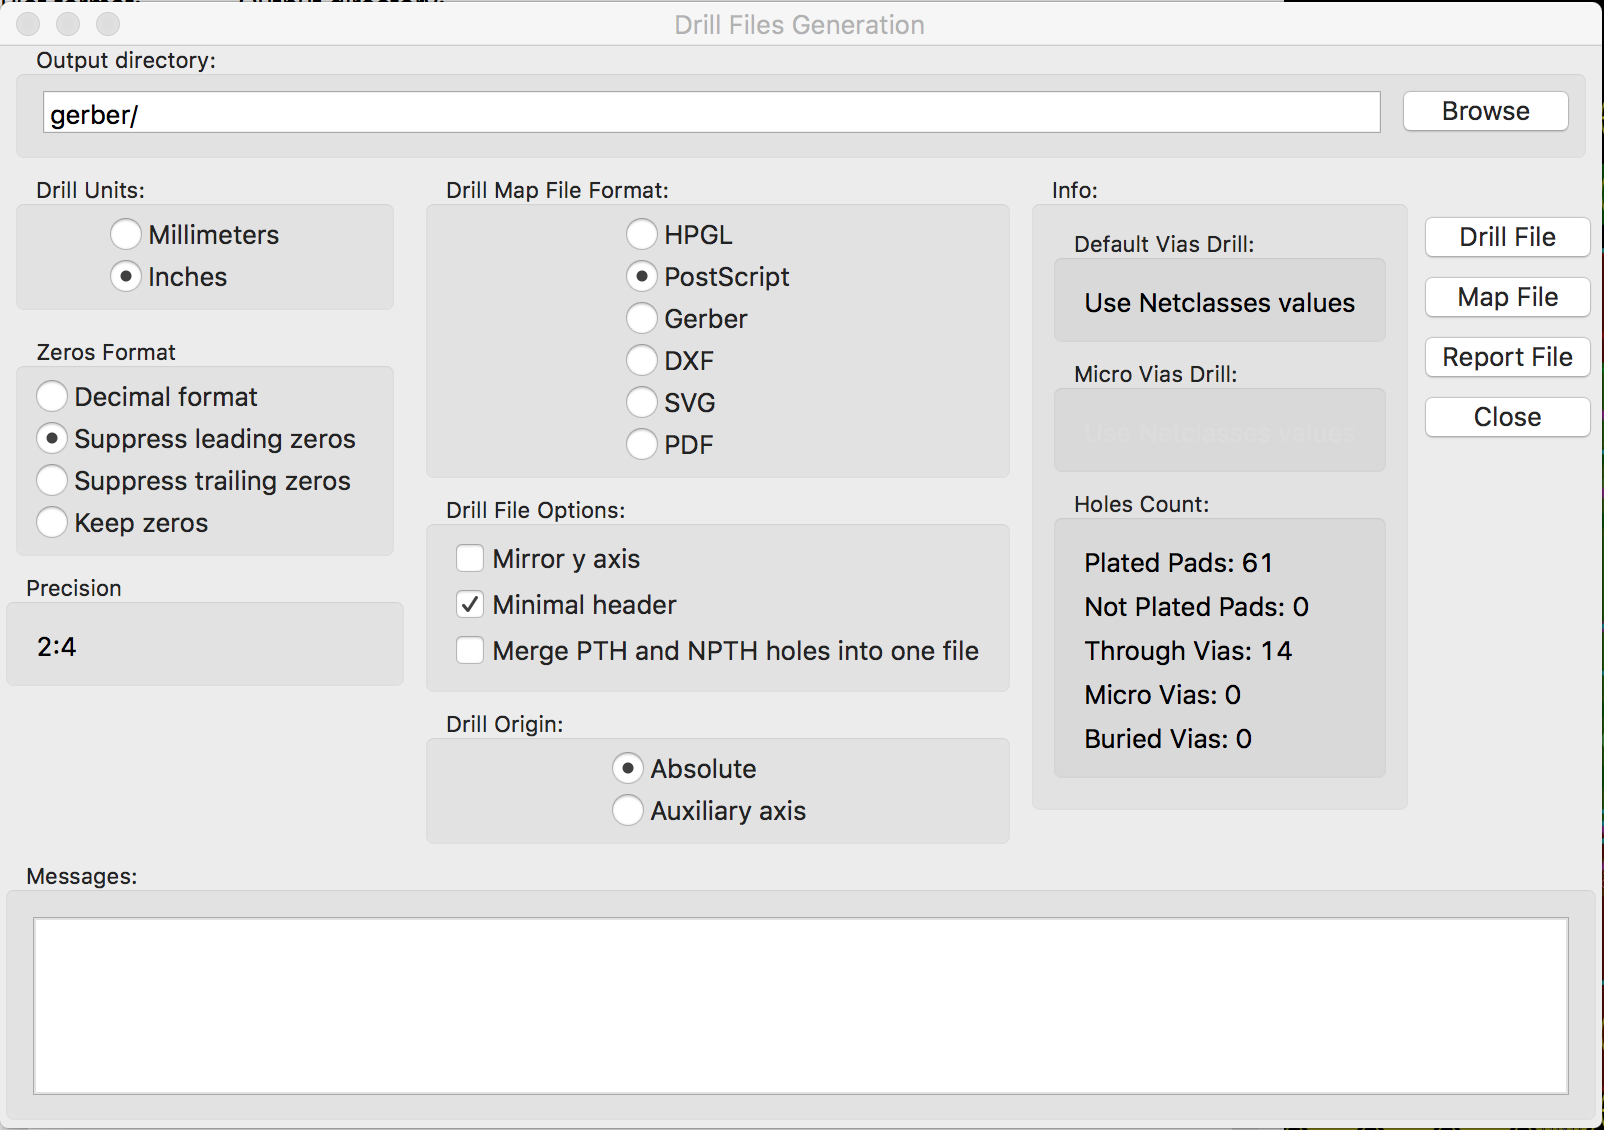 Drill Files Generation
Output directory:
gerber/
Browse
Drill Units:
Millimeters
Inches
Zeros Format
Decimal format
Suppress leading zeros
Suppress trailing zeros
Keep zeros
Precision
2:4
Drill Map File Format:
HPGL
PostScript
Gerber
DXF
SVG
PDF
Drill File Options:
Mirror y axis
Minimal header
Merge PTH and NPTH holes into one file
Drill Origin:
Absolute
Auxiliary axis
Info:
Default Vias Drill:
Use Netclasses values
Micro Vias Drill:
Use Netclasses values
Holes Count:
Plated Pads: 61
Not Plated Pads: 0
Through Vias: 14
Micro Vias: 0
Buried Vias: 0
Drill File
Map File
Report File
Close
Messages: